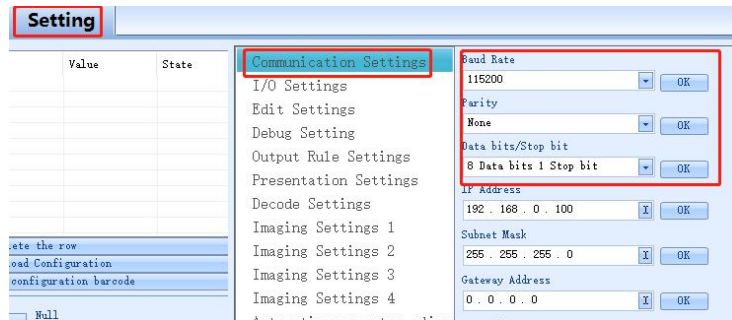 Setting
Value State
Communication Settings
I/O Settings
Edit Settings
Debug Setting
Output Rule Settings
Presentation Settings
Decode Settings
Imaging Settings 1
Imaging Settings 2
Imaging Settings 3
Imaging Settings 4
Baud Rate
115200 OK
Parity
None OK
Data bits/Stop bit
8 Data bits 1 Stop bit OK
IP Address
192 . 168 . 0 . 100 I OK
Subnet Mask
255 . 255 . 255 . 0 I OK
Gateway Address
0 . 0 . 0 . 0 I OK
the row
Configuration
configuration barcode
Null